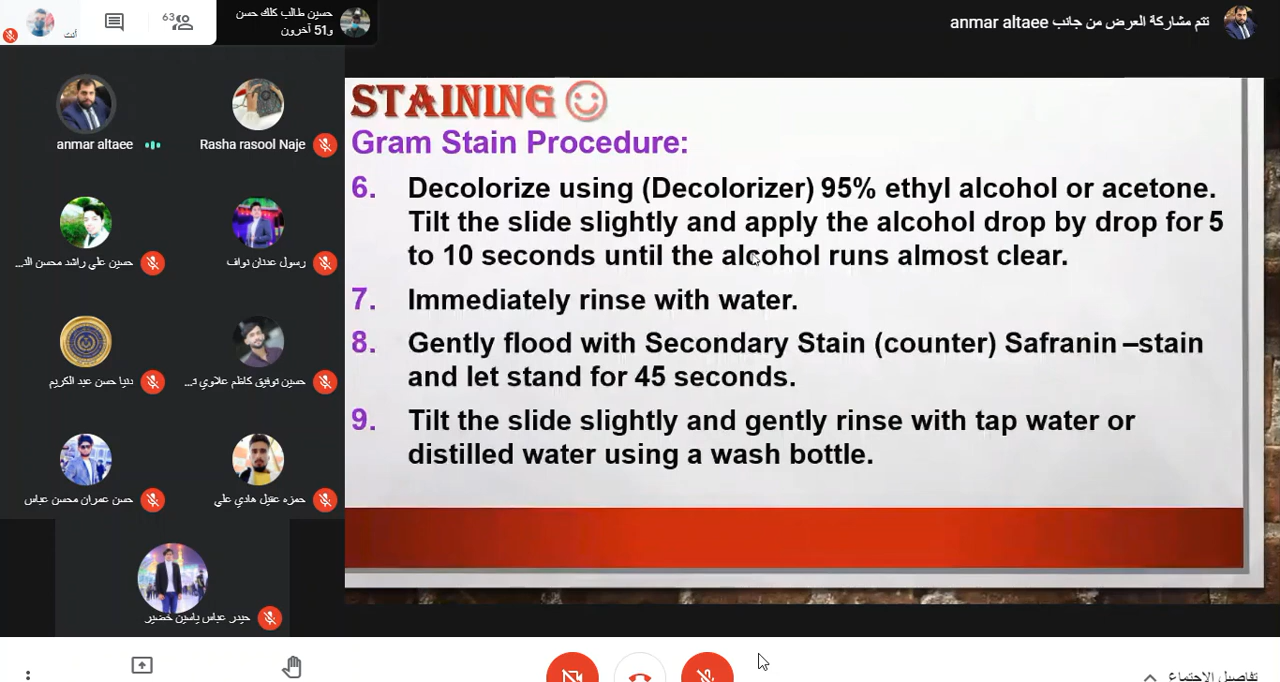 تتم مشاركة العرض من جانب anmar altaee
حسين طالب كلك حسن
و51 آخرون
63
أنت
anmar altaee
Rasha rasool Naje
حسين علي راشد محسن الد...
رسول عدنان نواف
دنيا حسن عبد الكريم
حسين توفيق كاظم علاوي ت...
حسن عمران محسن عباس
حمزه عقيل هادي علي
حيدر عباس ياسين خضير
STAINING
Gram Stain Procedure:
6. Decolorize using (Decolorizer) 95% ethyl alcohol or acetone.
Tilt the slide slightly and apply the alcohol drop by drop for 5
to 10 seconds until the alcohol runs almost clear.
7. Immediately rinse with water.
8. Gently flood with Secondary Stain (counter) Safranin –stain
and let stand for 45 seconds.
9. Tilt the slide slightly and gently rinse with tap water or
distilled water using a wash bottle.
تفاصيل الاجتماع